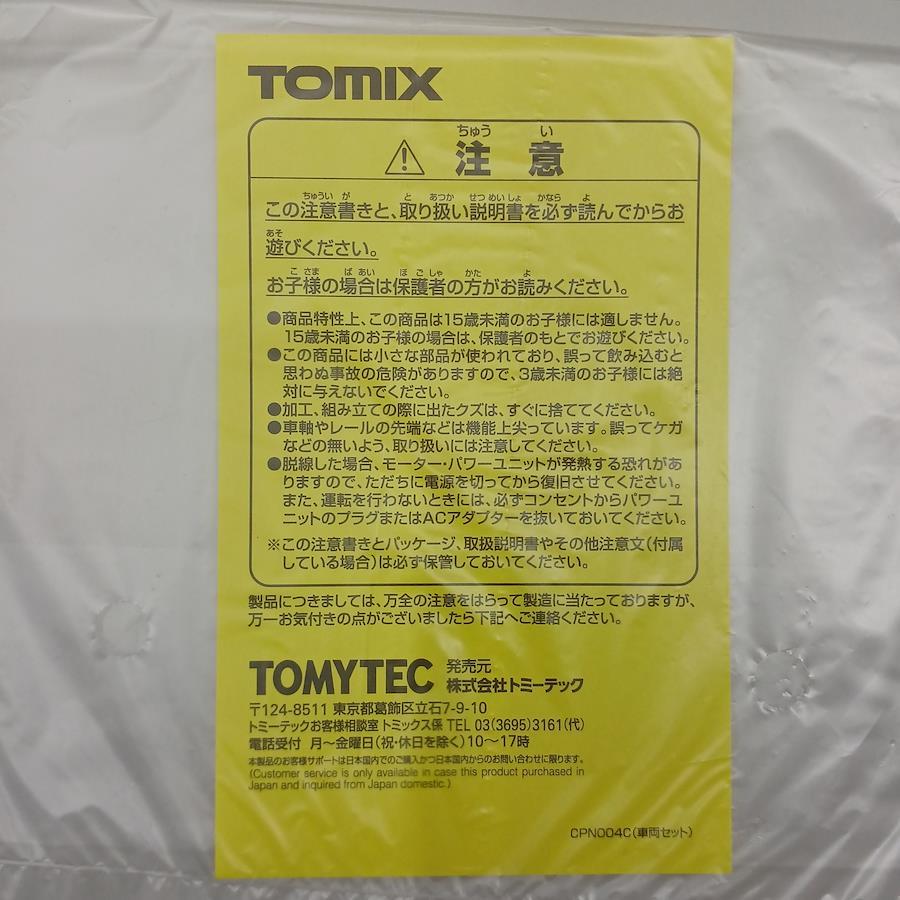 TOMIX
ちゅう い
注 意
ちゅうい が と あつか せつ めい しょ かなら よ
この注意書きと、取り扱い説明書を必ず読んでからお
あそ
遊びください。
こ さま ば あい ほ ご しゃ かた よ
お子様の場合は保護者の方がお読みください。
●商品特性上、この商品は15歳未満のお子様には適しません。
15歳未満のお子様の場合は、保護者のもとでお遊びください。
●この商品には小さな部品が使われており、誤って飲み込むと
思わぬ事故の危険がありますので、3歳未満のお子様には絶
対に与えないでください。
●加工、組み立ての際に出たクズは、すぐに捨ててください。
●車軸やレールの先端などは機能上尖っています。誤ってケガ
などの無いよう、取り扱いには注意してください。
●脱線した場合、モーター・パワーユニットが発熱する恐れがあ
りますので、ただちに電源を切ってから復旧させてください。
また、運転を行わないときには、必ずコンセントからパワーユ
ニットのプラグまたはACアダプターを抜いておいてください。
※この注意書きとパッケージ、取扱説明書やその他注意文(付属
している場合)は必ず保管しておいてください。
製品につきましては、万全の注意をはらって製造に当たっておりますが、
万一お気付きの点がございましたら下記へご連絡ください。
TOMYTEC 発売元
株式会社トミーテック
〒124-8511 東京都葛飾区立石7-9-10
トミーテックお客様相談室 トミックス係 TEL 03(3695)3161(代)
電話受付 月～金曜日(祝・休日を除く)10～17時
本製品のお客様サポートは日本国内でのご購入かつ日本国内からのお問い合わせに限ります。
(Customer service is only available in case this product purchased in
Japan and inquired from Japan domestic.)
CPN004C(車両セット)